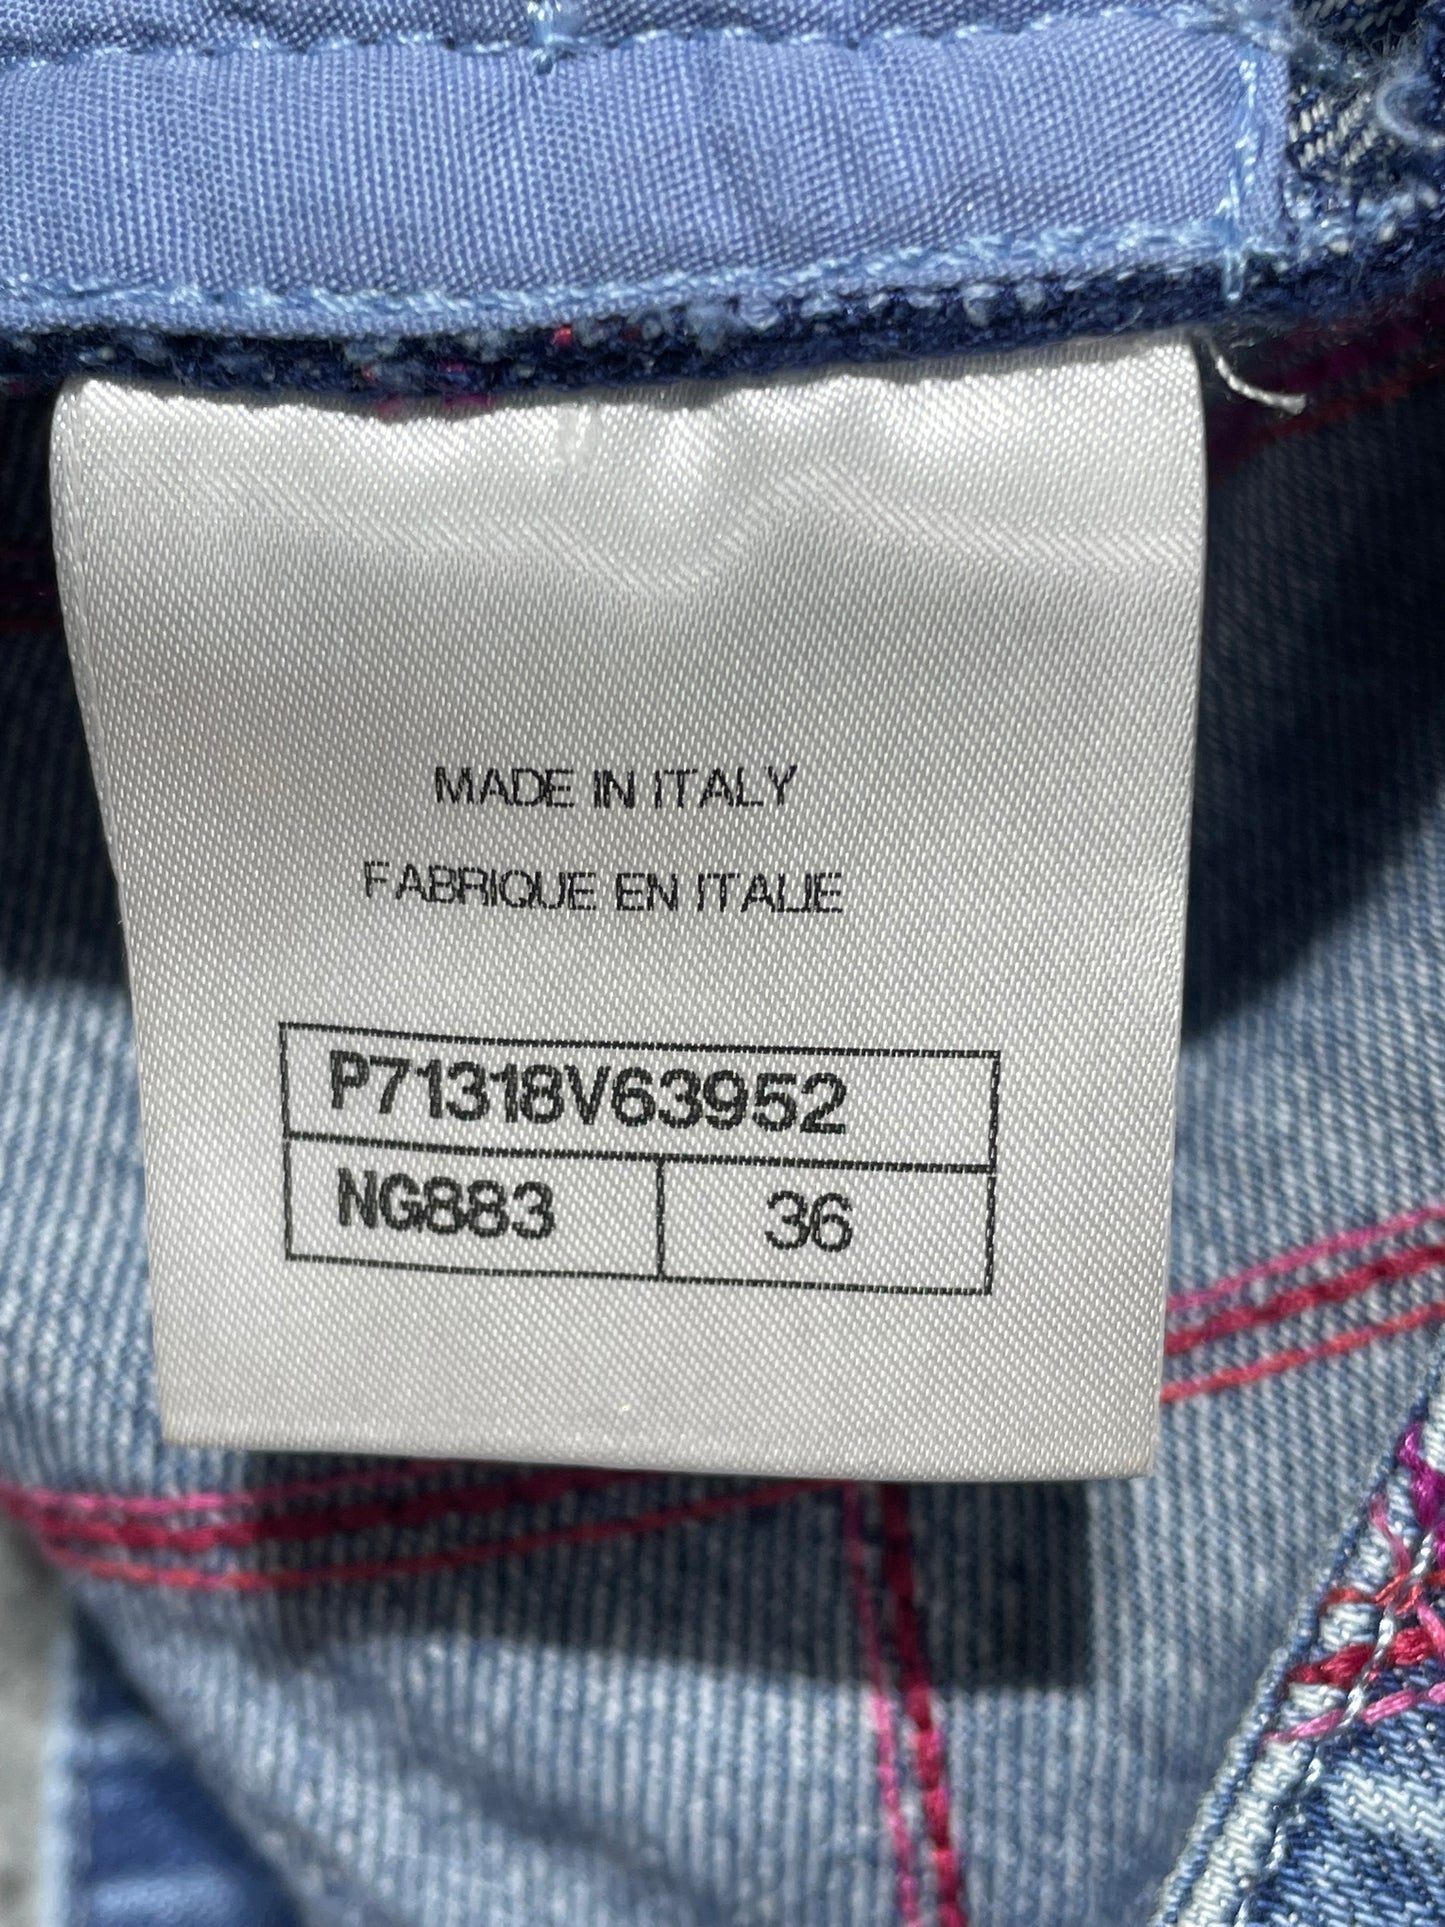 MADE IN ITALY
FABRIQUE EN ITALIE
P71318V63952
NG883 36